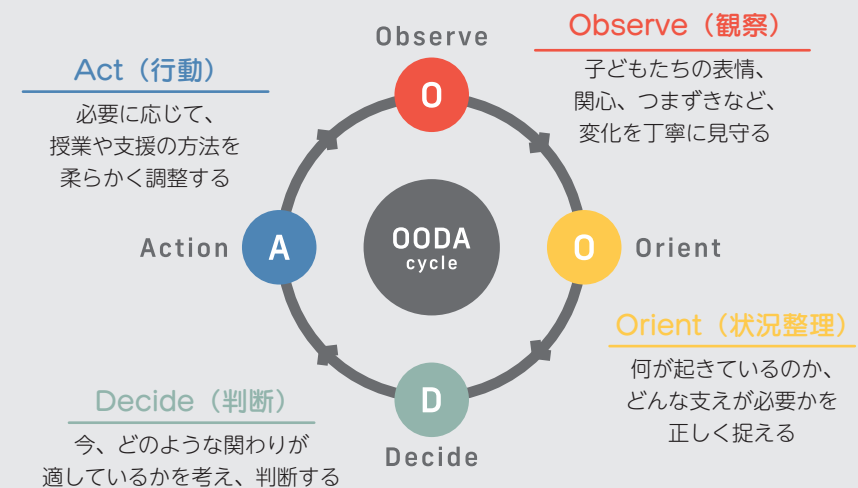 Observe
Observe（観察）
子どもたちの表情、
関心、つまずきなど、
変化を丁寧に見守る
Act（行動）
必要に応じて、
授業や支援の方法を
柔らかく調整する
O
Action
A
OODA
cycle
O
Orient
Orient（状況整理）
何が起きているのか、
どんな支えが必要かを
正しく捉える
Decide（判断）
今、どのような関わりが
適しているかを考え、判断する
D
Decide